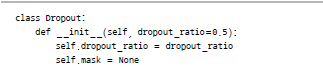 class Dropout:
    def __init__(self, dropout_ratio=0.5):
        self.dropout_ratio = dropout_ratio
        self.mask = None